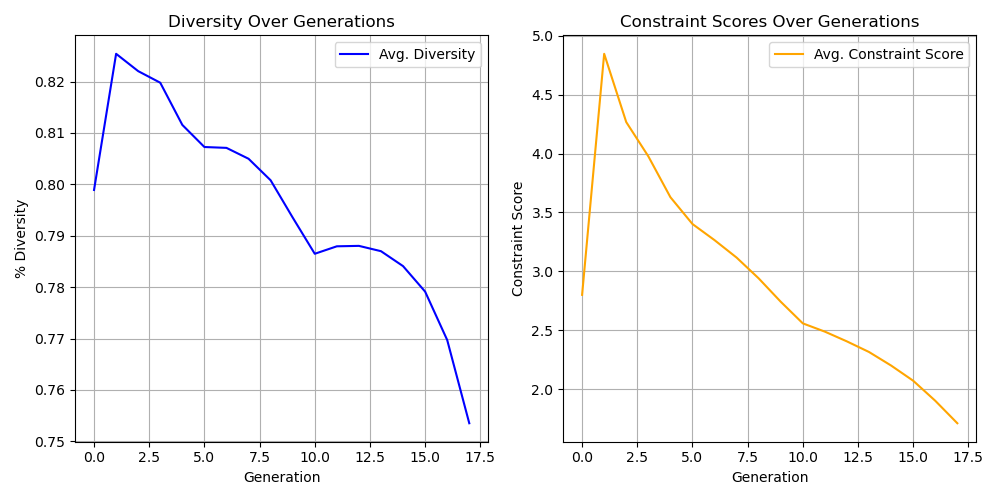 Diversity Over Generations
Avg. Diversity
% Diversity
0.82
0.81
0.80
0.79
0.78
0.77
0.76
0.75
0.0 2.5 5.0 7.5 10.0 12.5 15.0 17.5
Generation
Constraint Scores Over Generations
Avg. Constraint Score
Constraint Score
5.0
4.5
4.0
3.5
3.0
2.5
2.0
0.0 2.5 5.0 7.5 10.0 12.5 15.0 17.5
Generation